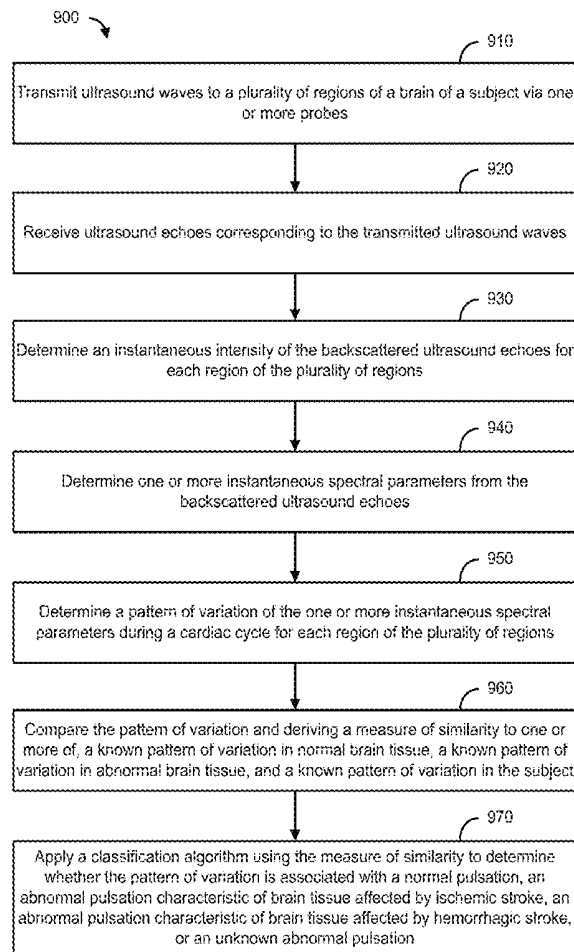 900
910
Transmit ultrasound waves to a plurality of regions of a brain of a subject via one
or more probes
920
Receive ultrasound echoes corresponding to the transmitted ultrasound waves
930
Determine an instantaneous intensity of the backscattered ultrasound echoes for
each region of the plurality of regions
940
Determine one or more instantaneous spectral parameters from the
backscattered ultrasound echoes
950
Determine a pattern of variation of the one or more instantaneous spectral
parameters during a cardiac cycle for each region of the plurality of regions
960
Compare the pattern of variation and deriving a measure of similarity to one or
more of, a known pattern of variation in normal brain tissue, a known pattern of
variation in abnormal brain tissue, and a known pattern of variation in the subject
970
Apply a classification algorithm using the measure of similarity to determine
whether the pattern of variation is associated with a normal pulsation, an
abnormal pulsation characteristic of brain tissue affected by ischemic stroke, an
abnormal pulsation characteristic of brain tissue affected by hemorrhagic stroke,
or an unknown abnormal pulsation